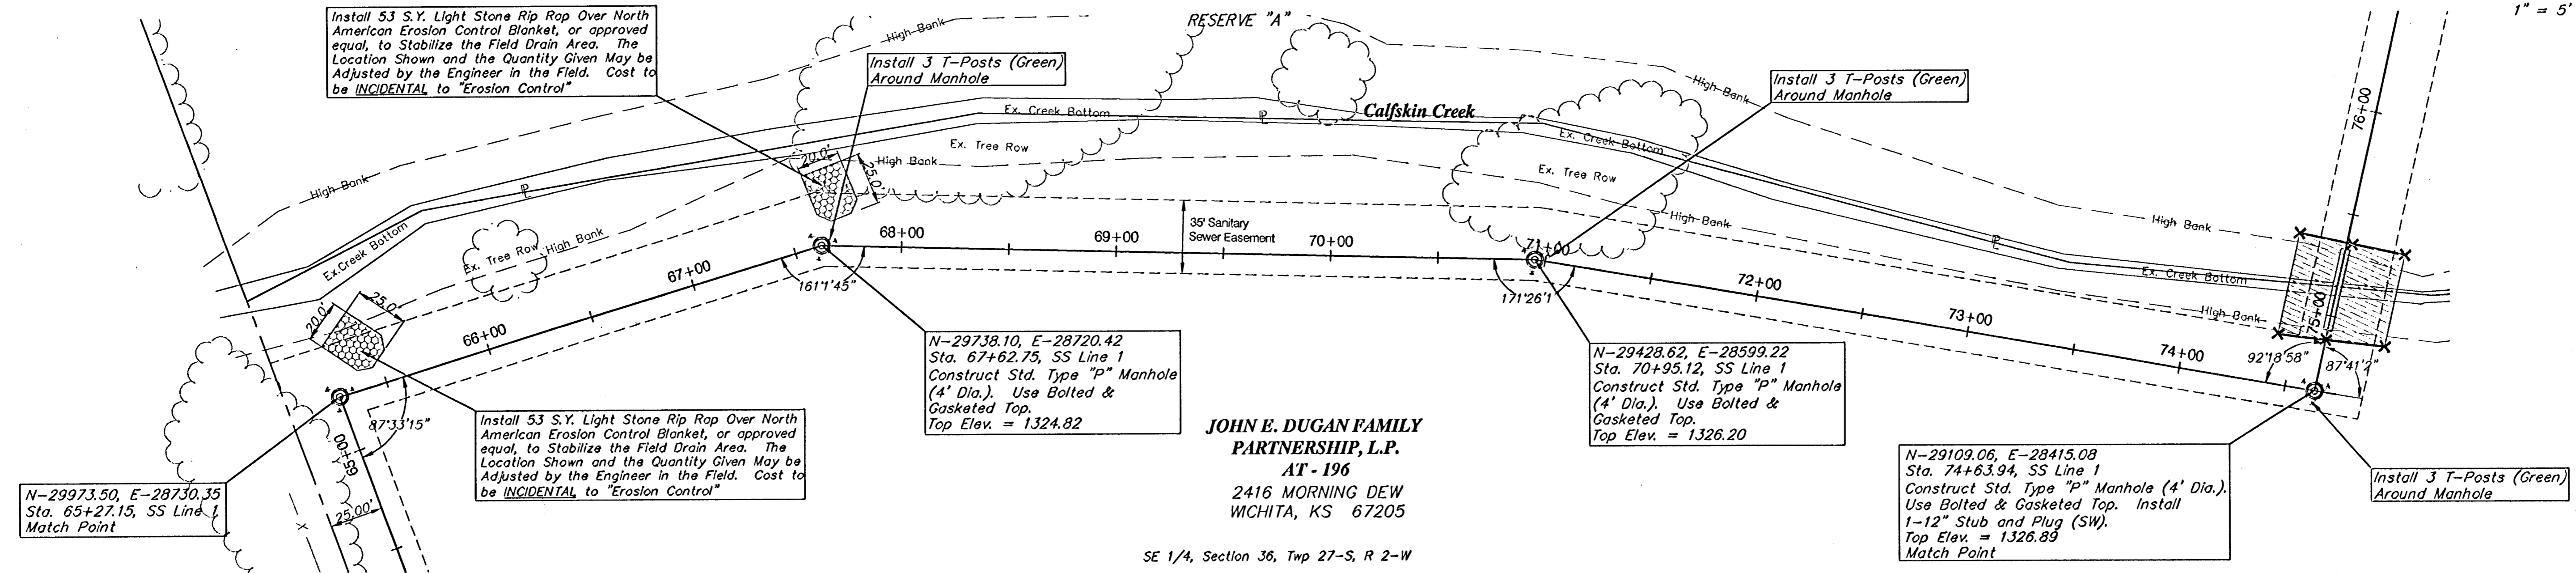 Install 53 S.Y. Light Stone Rip Rap Over North
American Erosion Control Blanket, or approved
equal, to Stabilize the Field Drain Area. The
Location Shown and the Quantity Given May be
Adjusted by the Engineer in the Field. Cost to
be INCIDENTAL to "Erosion Control"
High Bank
RESERVE "A"
1" = 5'
Install 3 T-Posts (Green)
Around Manhole
Install 3 T-Posts (Green)
Around Manhole
High Bank
76+00
Ex. Creek Bottom
℄
Calfskin Creek
Ex. Creek Bottom
20.0'
25.0'
High Bank
Ex. Tree Row
Ex. Tree Row
High Bank
℄
High Bank
High Bank
35' Sanitary
Sewer Easement
68+00
69+00
70+00
71+00
72+00
73+00
74+00
75+00
℄
Ex. Creek Bottom
High Bank
Ex.Creek Bottom
Ex. Tree Row
High Bank
67+00
66+00
161°1'45"
171°26'1"
92°18'58"
87°41'2"
20.0'
25.0'
N-29738.10, E-28720.42
Sta. 67+62.75, SS Line 1
Construct Std. Type "P" Manhole
(4' Dia.). Use Bolted &
Gasketed Top.
Top Elev. = 1324.82
N-29428.62, E-28599.22
Sta. 70+95.12, SS Line 1
Construct Std. Type "P" Manhole
(4' Dia.). Use Bolted &
Gasketed Top.
Top Elev. = 1326.20
87°33'15"
65+00
25.00'
X
Install 53 S.Y. Light Stone Rip Rap Over North
American Erosion Control Blanket, or approved
equal, to Stabilize the Field Drain Area. The
Location Shown and the Quantity Given May be
Adjusted by the Engineer in the Field. Cost to
be INCIDENTAL to "Erosion Control"
JOHN E. DUGAN FAMILY
PARTNERSHIP, L.P.
AT - 196
2416 MORNING DEW
WICHITA, KS 67205
SE 1/4, Section 36, Twp 27-S, R 2-W
N-29973.50, E-28730.35
Sta. 65+27.15, SS Line 1
Match Point
N-29109.06, E-28415.08
Sta. 74+63.94, SS Line 1
Construct Std. Type "P" Manhole (4' Dia.).
Use Bolted & Gasketed Top. Install
1-12" Stub and Plug (SW).
Top Elev. = 1326.89
Match Point
Install 3 T-Posts (Green)
Around Manhole